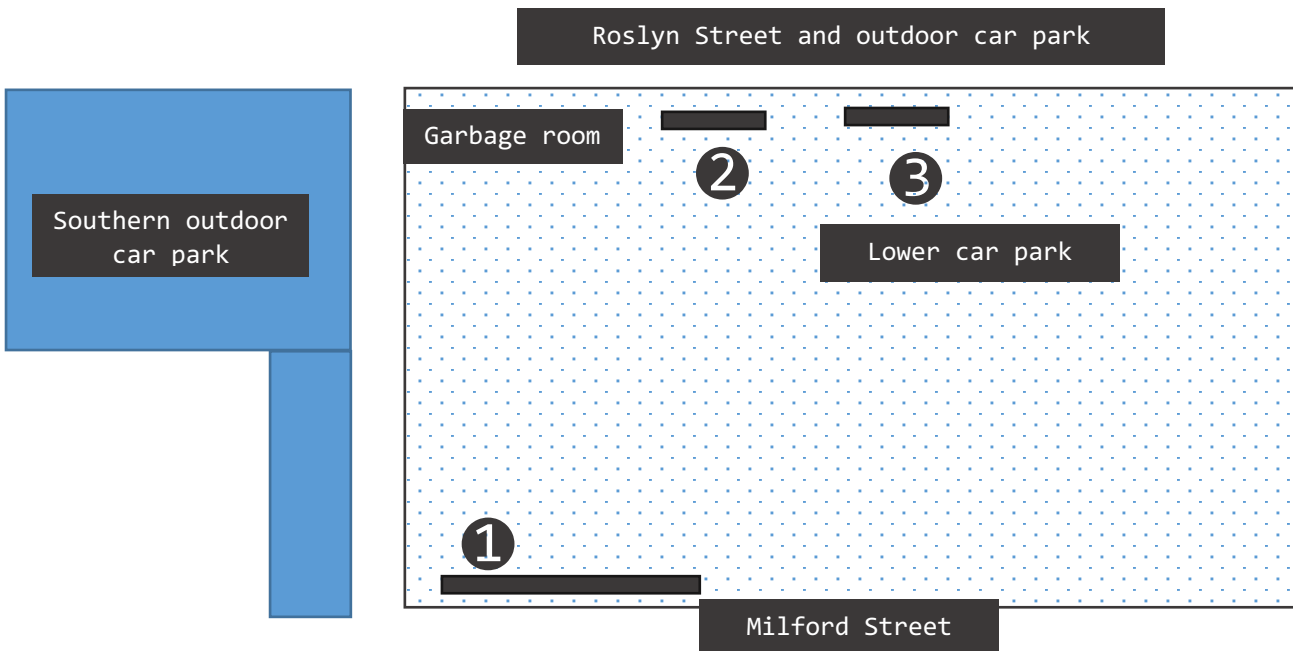 Roslyn Street and outdoor car park
Garbage room
2
3
Southern outdoor
car park
Lower car park
1
Milford Street